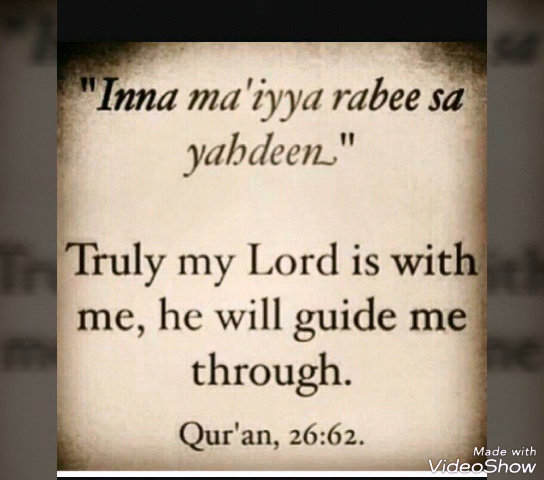 "Inna ma'iyya rabee sa
yahdeen."
Truly my Lord is with
me, he will guide me
through.
Qur'an, 26:62.
Made with
VideoShow